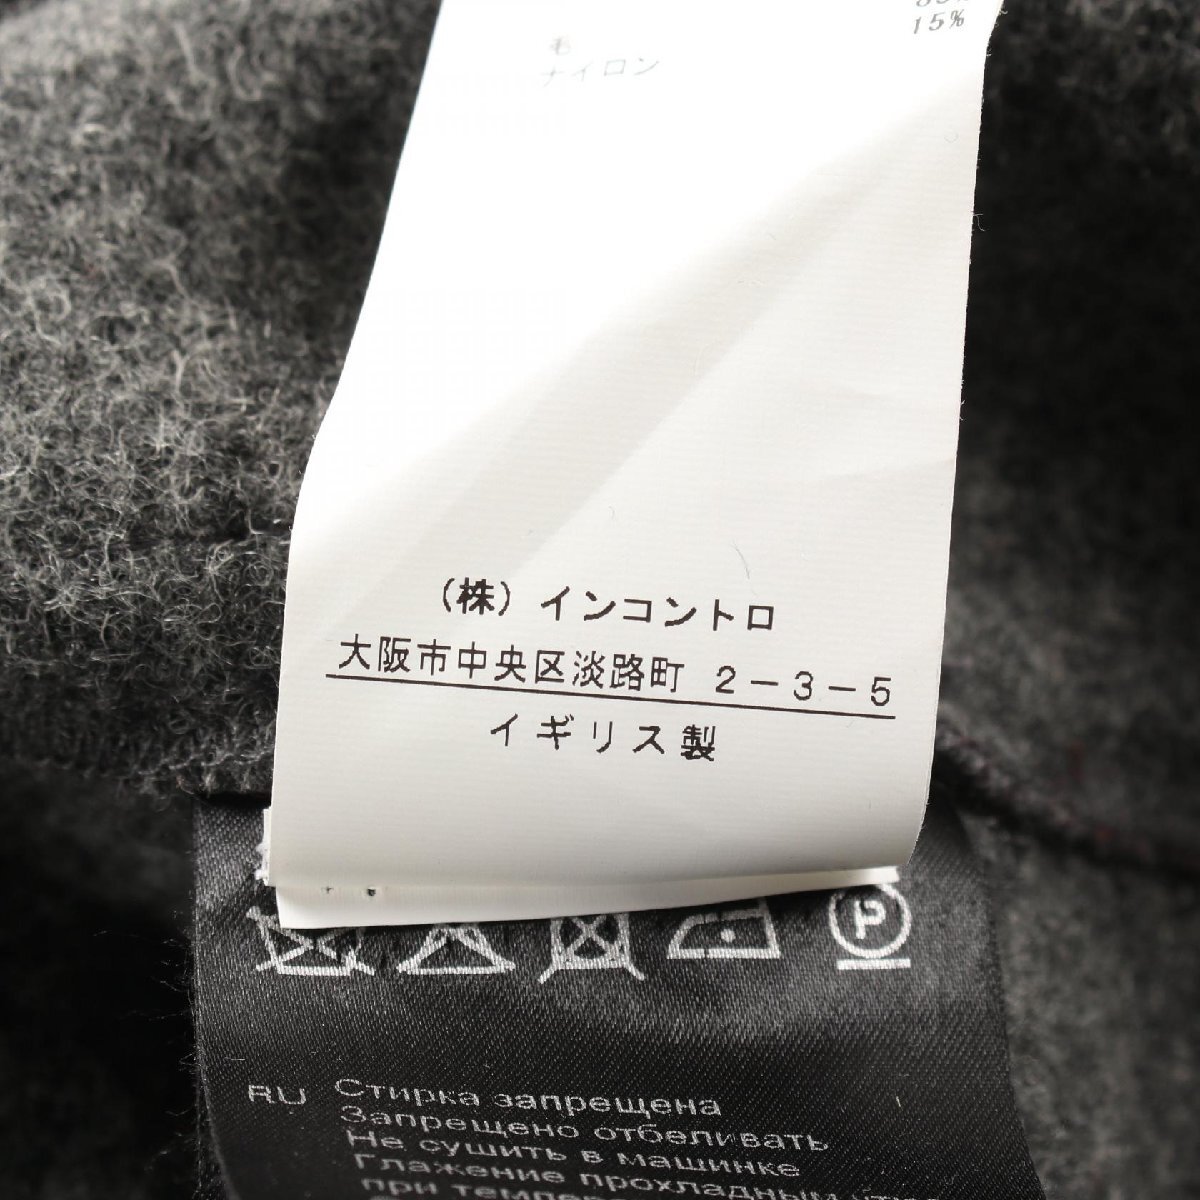 15%
毛
ナイロン
(株) インコントロ
大阪市中央区淡路町 2-3-5
イギリス製
P
RU Стирка запрещена
Запрещено отбеливать
Не сушить в машинке
Глажение прохладным
при